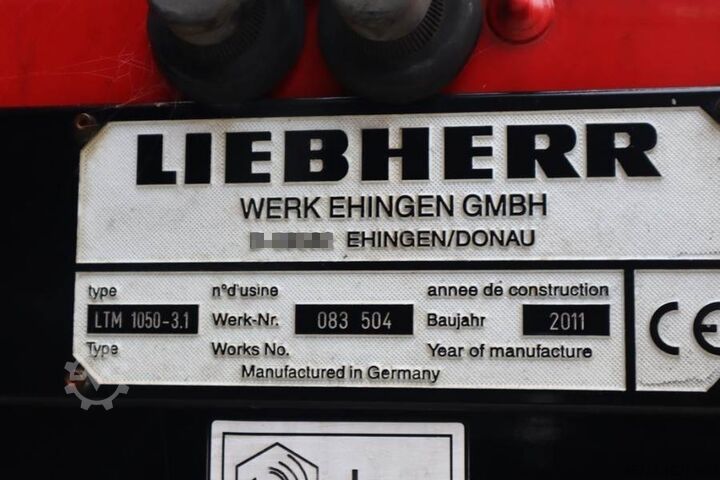 LIEBHERR
WERK EHINGEN GMBH
EHINGEN/DONAU
type n°d'usine annee de construction
LTM 1050-3.1 Werk-Nr. 083 504 Baujahr 2011
Type Works No. Year of manufacture
Manufactured in Germany
CE